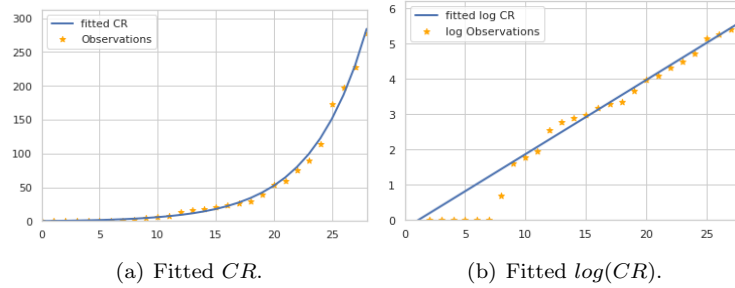 fitted CR
Observations
300
250
200
150
100
50
0
0 5 10 15 20 25
(a) Fitted CR.
fitted log CR
log Observations
6
5
4
3
2
1
0
0 5 10 15 20 25
(b) Fitted log(CR).